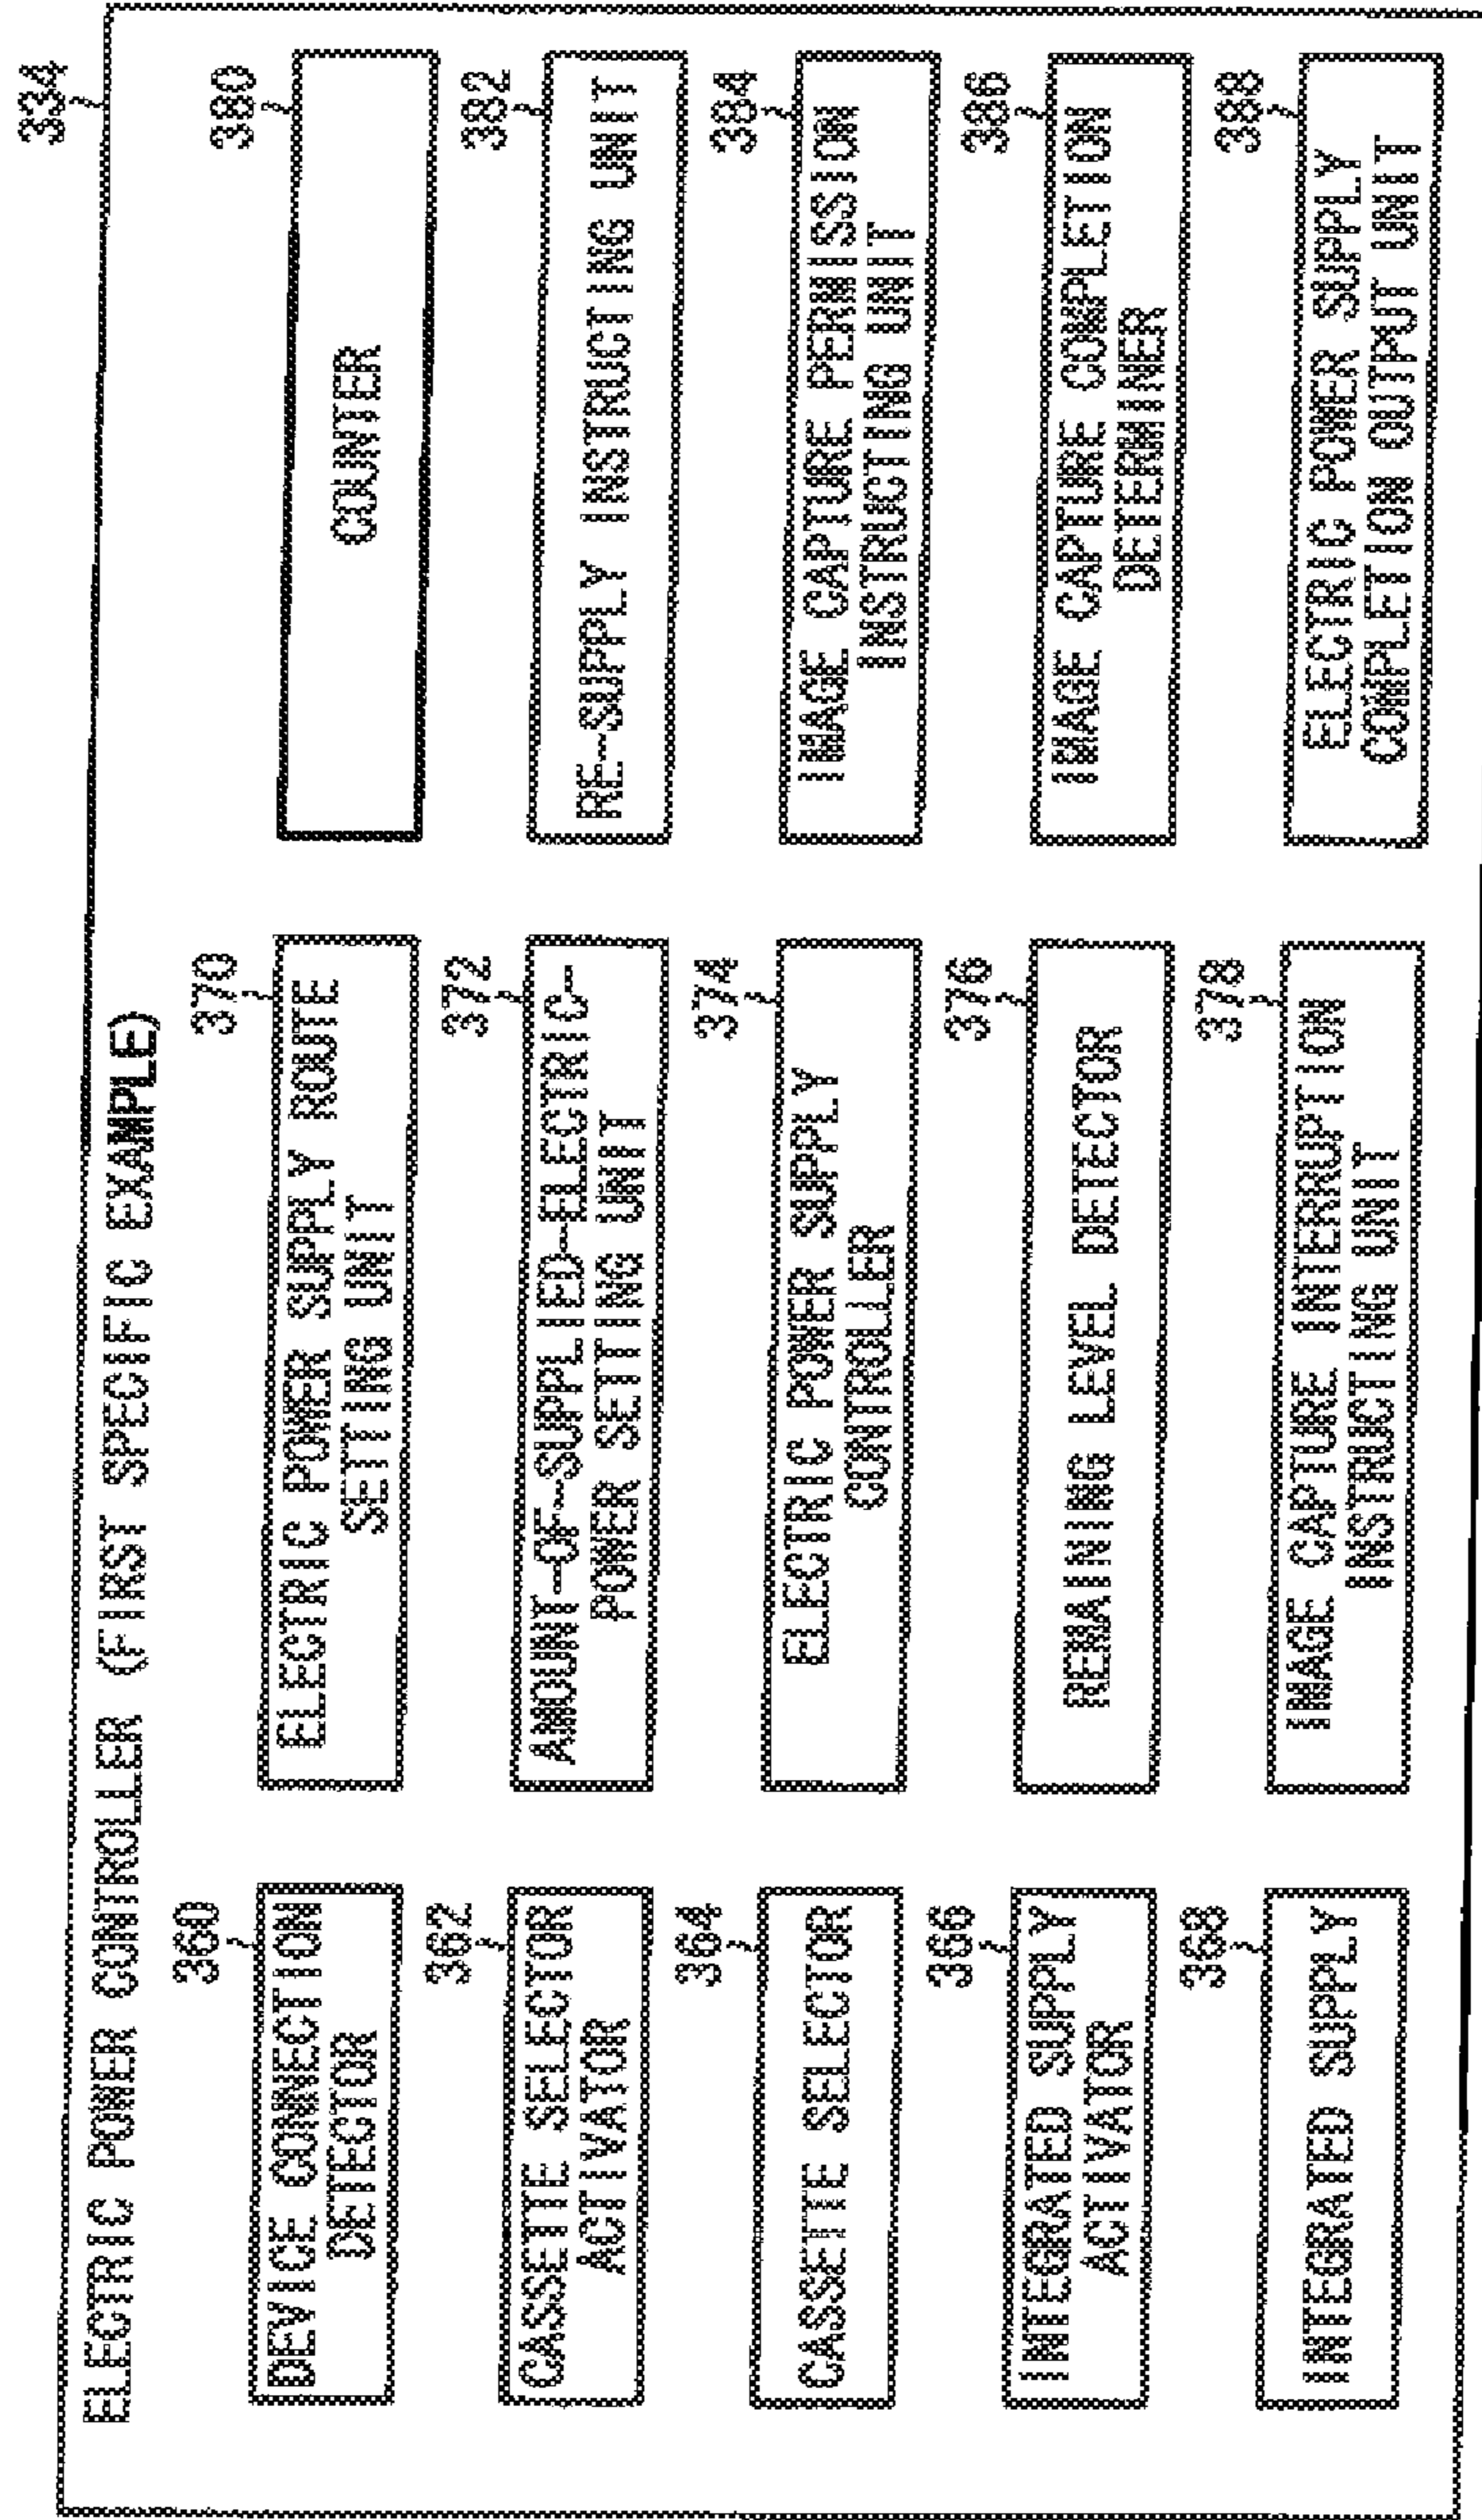 334
ELECTRIC POWER CONTROLLER (FIRST SPECIFIC EXAMPLE)
360
DEVICE CONNECTION
DETECTOR
362
CASSETTE SELECTOR
ACTIVATOR
364
CASSETTE SELECTOR
366
INTEGRATED SUPPLY
ACTIVATOR
368
INTEGRATED SUPPLY
370
ELECTRIC POWER SUPPLY ROUTE
SETTING UNIT
372
AMOUNT-OF-SUPPLIED-ELECTRIC-
POWER SETTING UNIT
374
ELECTRIC POWER SUPPLY
CONTROLLER
376
REMAINING LEVEL DETECTOR
378
IMAGE CAPTURE INTERRUPTION
INSTRUCTING UNIT
380
COUNTER
382
RE-SUPPLY INSTRUCTING UNIT
384
IMAGE CAPTURE PERMISSION
INSTRUCTING UNIT
386
IMAGE CAPTURE COMPLETION
DETERMINER
388
ELECTRIC POWER SUPPLY
COMPLETION OUTPUT UNIT